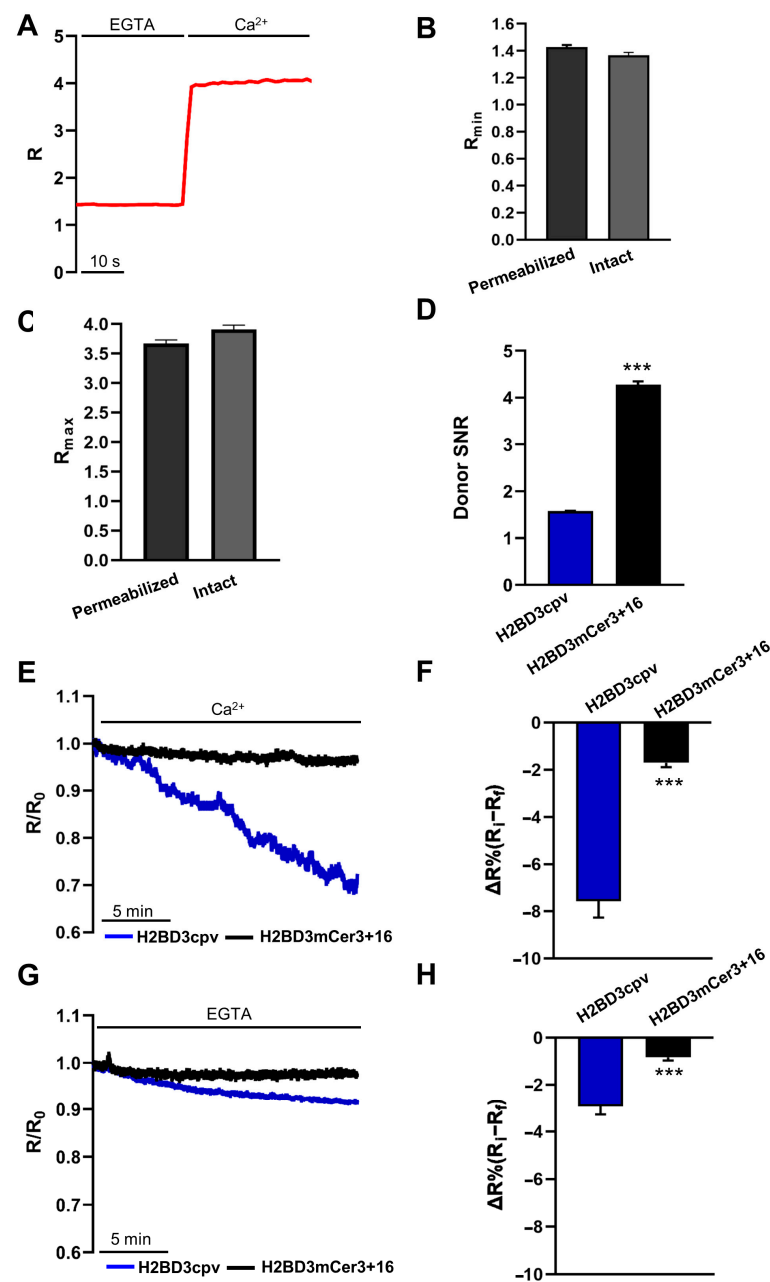 A
EGTA
Ca²⁺
5
4
3
2
1
0
R
10 s
B
1.6
1.4
1.2
1.0
0.8
0.6
0.4
0.2
0.0
Rmin
Permeabilized
Intact
C
4.0
3.5
3.0
2.5
2.0
1.5
1.0
0.5
0.0
Rmax
Permeabilized
Intact
D
5
4
3
2
1
0
Donor SNR
***
H2BD3cpv
H2BD3mCer3+16
E
1.1
1.0
0.9
0.8
0.7
0.6
R/R0
Ca²⁺
5 min
H2BD3cpv
H2BD3mCer3+16
F
H2BD3cpv
H2BD3mCer3+16
0
−2
−4
−6
−8
−10
ΔR%(Ri−Rf)
***
G
1.1
1.0
0.9
0.8
0.7
0.6
R/R0
EGTA
5 min
H2BD3cpv
H2BD3mCer3+16
H
H2BD3cpv
H2BD3mCer3+16
0
−2
−4
−6
−8
−10
ΔR%(Ri−Rf)
***